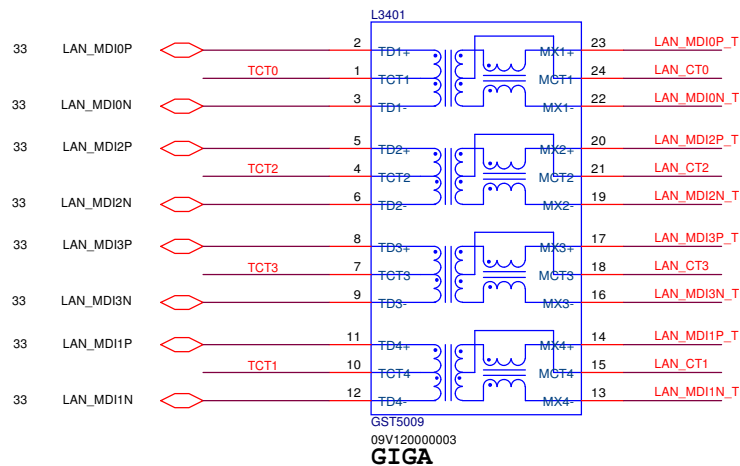 L3401
33 LAN_MDI0P 2 TD1+ MX1+ 23 LAN_MDI0P_T
TCT0 1 TCT1 MCT1 24 LAN_CT0
33 LAN_MDI0N 3 TD1- MX1- 22 LAN_MDI0N_T
33 LAN_MDI2P 5 TD2+ MX2+ 20 LAN_MDI2P_T
TCT2 4 TCT2 MCT2 21 LAN_CT2
33 LAN_MDI2N 6 TD2- MX2- 19 LAN_MDI2N_T
33 LAN_MDI3P 8 TD3+ MX3+ 17 LAN_MDI3P_T
TCT3 7 TCT3 MCT3 18 LAN_CT3
33 LAN_MDI3N 9 TD3- MX3- 16 LAN_MDI3N_T
33 LAN_MDI1P 11 TD4+ MX4+ 14 LAN_MDI1P_T
TCT1 10 TCT4 MCT4 15 LAN_CT1
33 LAN_MDI1N 12 TD4- MX4- 13 LAN_MDI1N_T
GST5009
09V120000003
GIGA